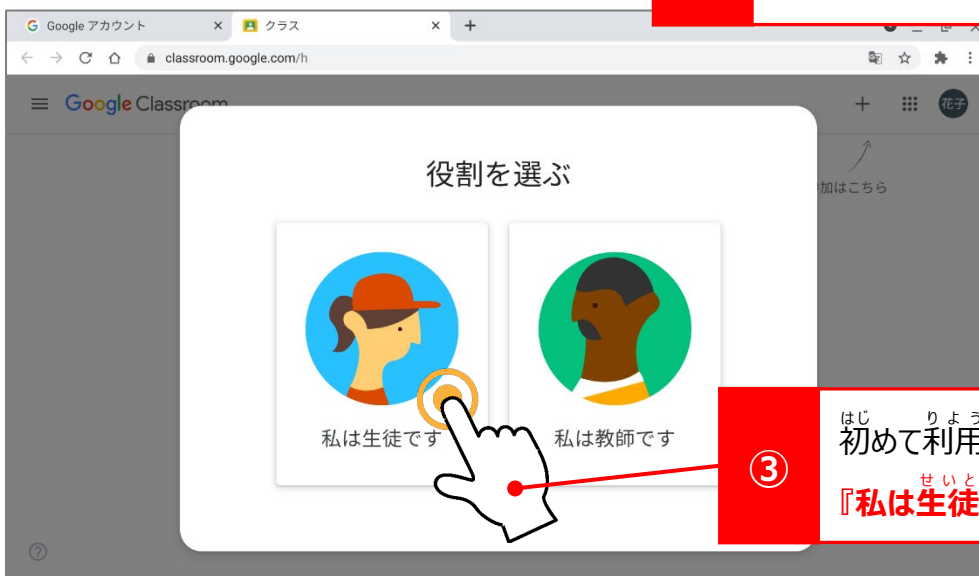 Google アカウント
クラス
classroom.google.com/h
Google Classroom
花子
加はこちら
役割を選ぶ
私は生徒です
私は教師です
③
はじ りよう
初めて利用
せいと
『私は生徒